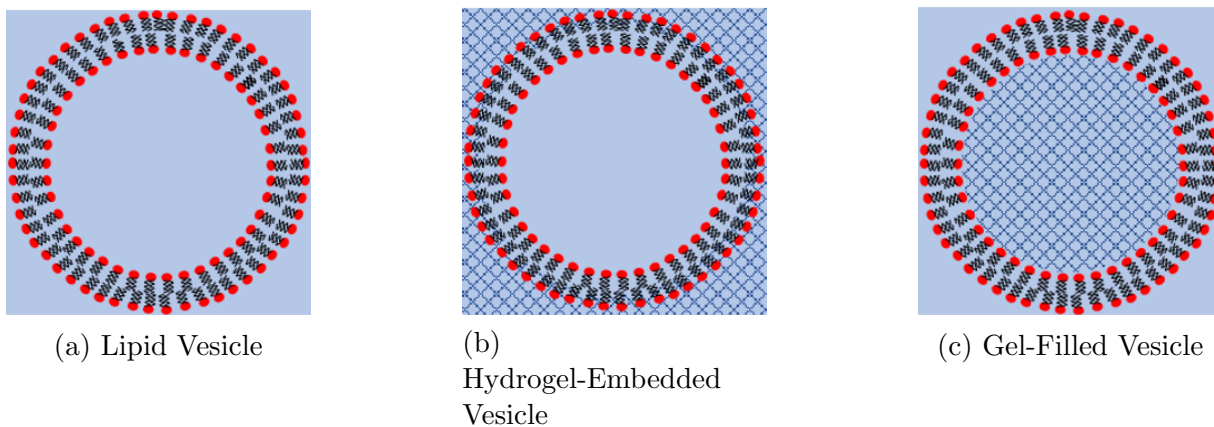 (a) Lipid Vesicle
(b)
Hydrogel-Embedded
Vesicle
(c) Gel-Filled Vesicle